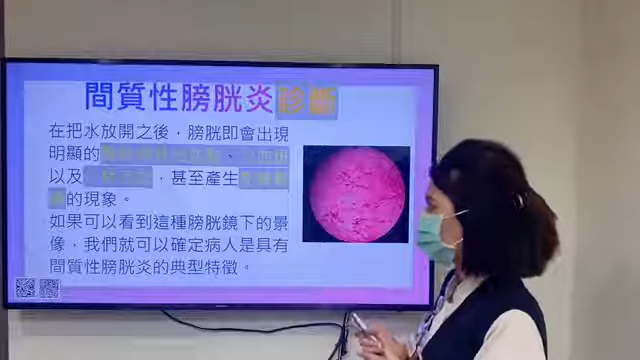 間質性膀胱炎診斷
在把水放開之後，膀胱即會出現
明顯的
以及，甚至產生
的現象。
如果可以看到這種膀胱鏡下的景
像，我們就可以確定病人是具有
間質性膀胱炎的典型特徵。